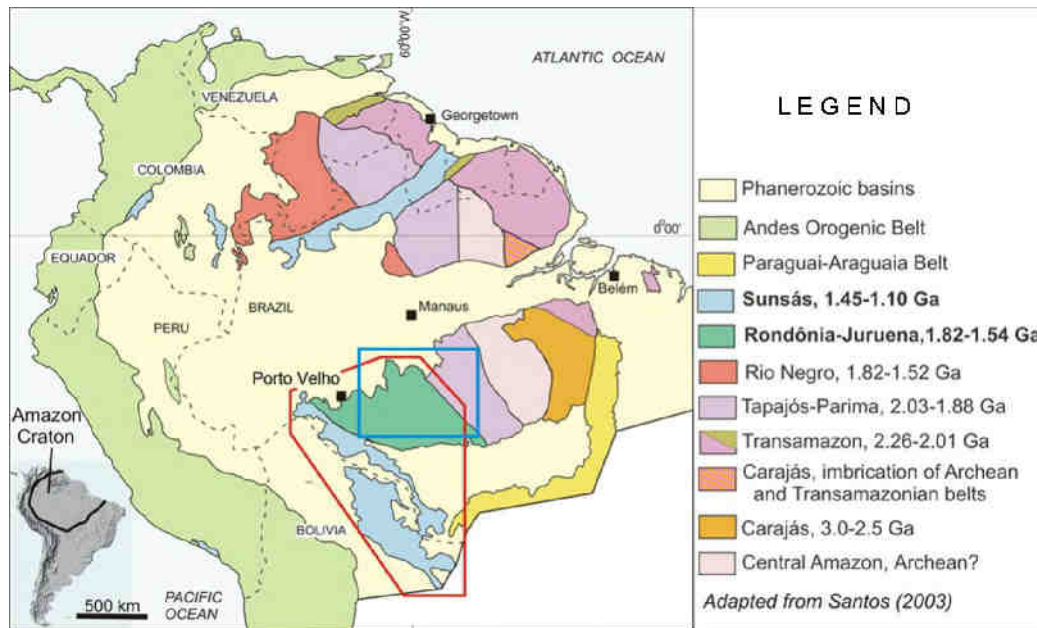 60°00'W
ATLANTIC OCEAN
VENEZUELA
Georgetown
COLOMBIA
0°00'
EQUADOR
Belém
BRAZIL
Manaus
PERU
Porto Velho
Amazon
Craton
BOLIVIA
500 km
PACIFIC
OCEAN
LEGEND
Phanerozoic basins
Andes Orogenic Belt
Paraguai-Araguaia Belt
Sunsás, 1.45-1.10 Ga
Rondônia-Juruena,1.82-1.54 Ga
Rio Negro, 1.82-1.52 Ga
Tapajós-Parima, 2.03-1.88 Ga
Transamazon, 2.26-2.01 Ga
Carajás, imbrication of Archean
and Transamazonian belts
Carajás, 3.0-2.5 Ga
Central Amazon, Archean?
Adapted from Santos (2003)